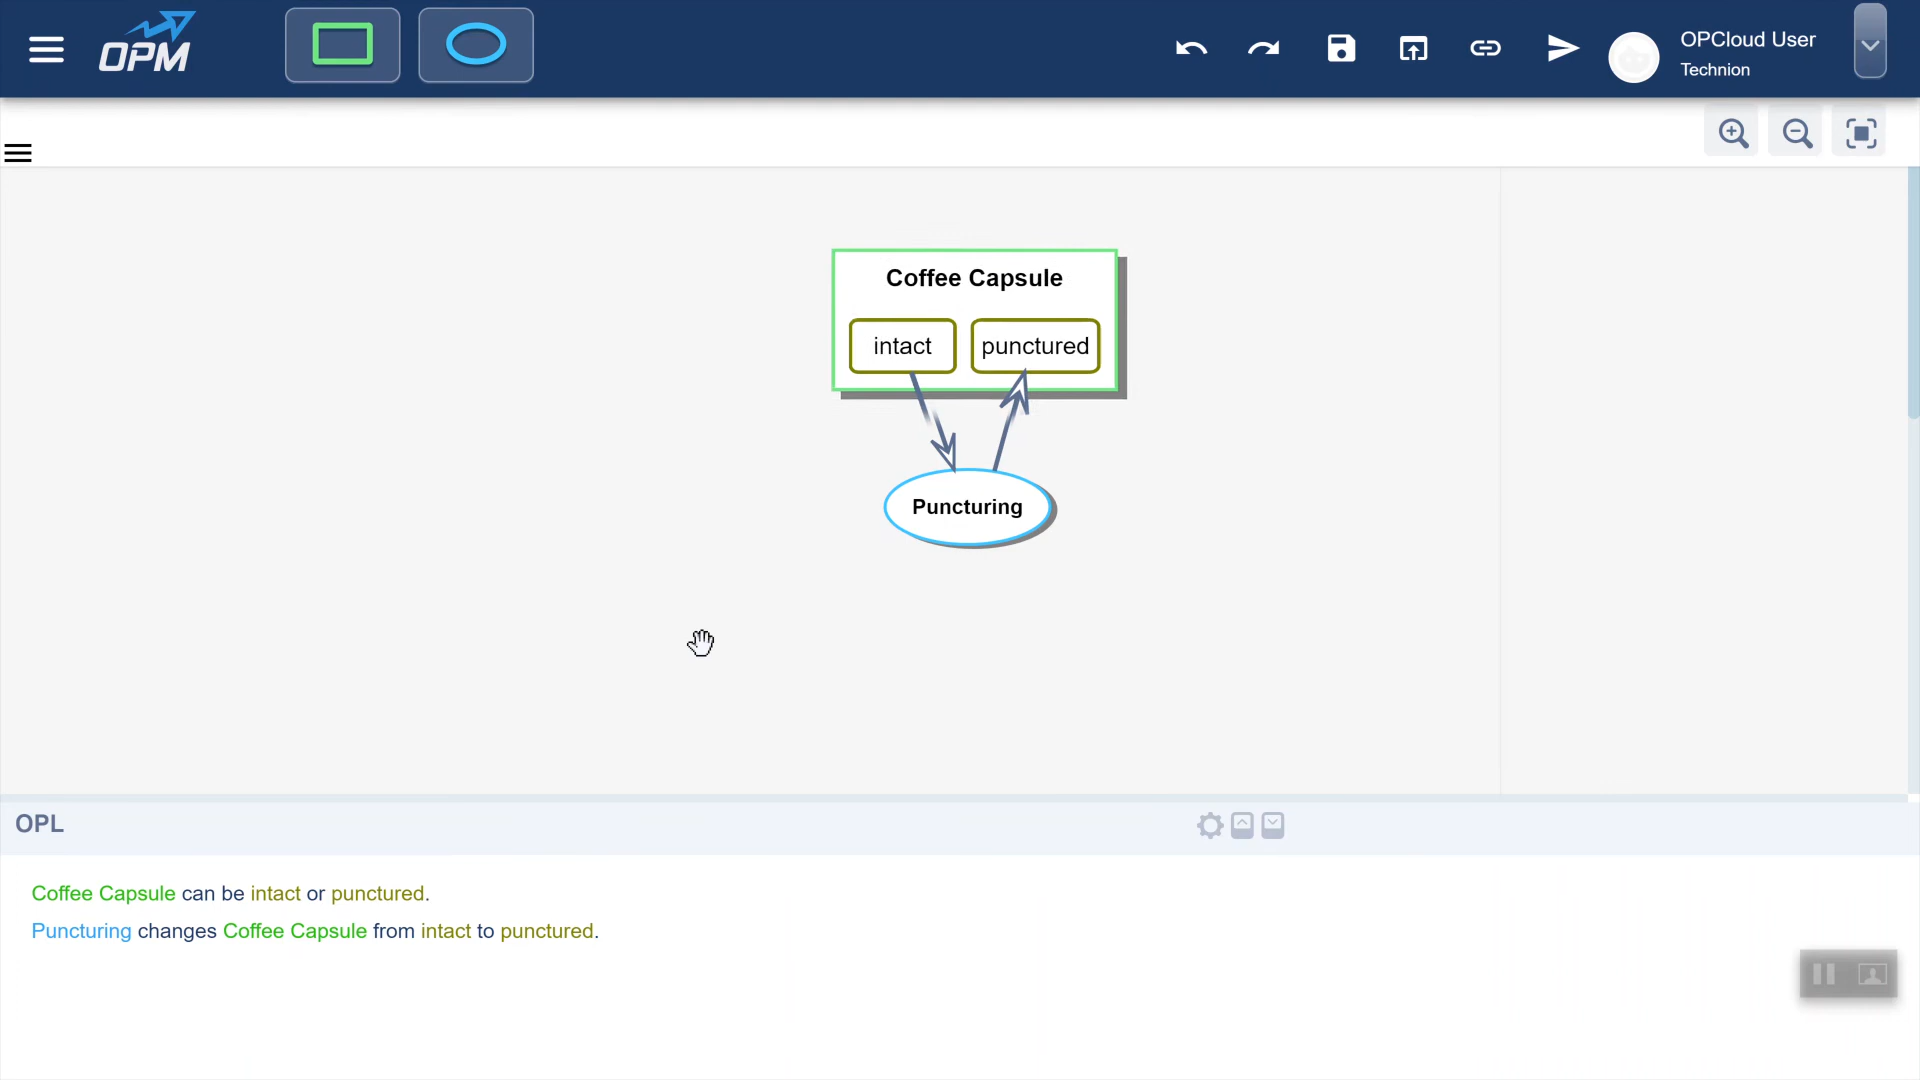 OPM
OPCloud User
Technion
Coffee Capsule
intact
punctured
Puncturing
OPL
Coffee Capsule can be intact or punctured.
Puncturing changes Coffee Capsule from intact to punctured.